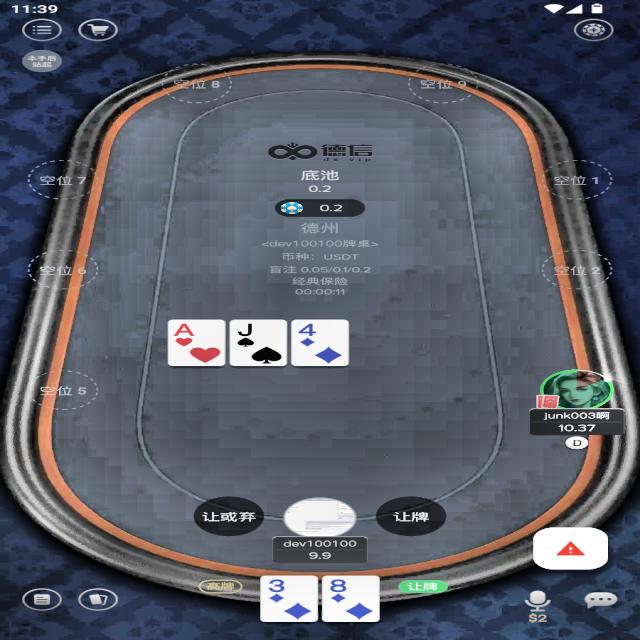 11:39
本手后
站起
空位 8
空位 9
德信
dx.vip
底池
0.2
空位 7
空位 1
0.2
德州
<dev100100牌桌>
币种：USDT
空位 6
空位 2
盲注 0.05/0.1/0.2
经典保险
00:00:11
A
J
4
空位 5
junk003啊
10.37
D
让或弃
让牌
dev100100
9.9
高牌
3
8
让牌
$2